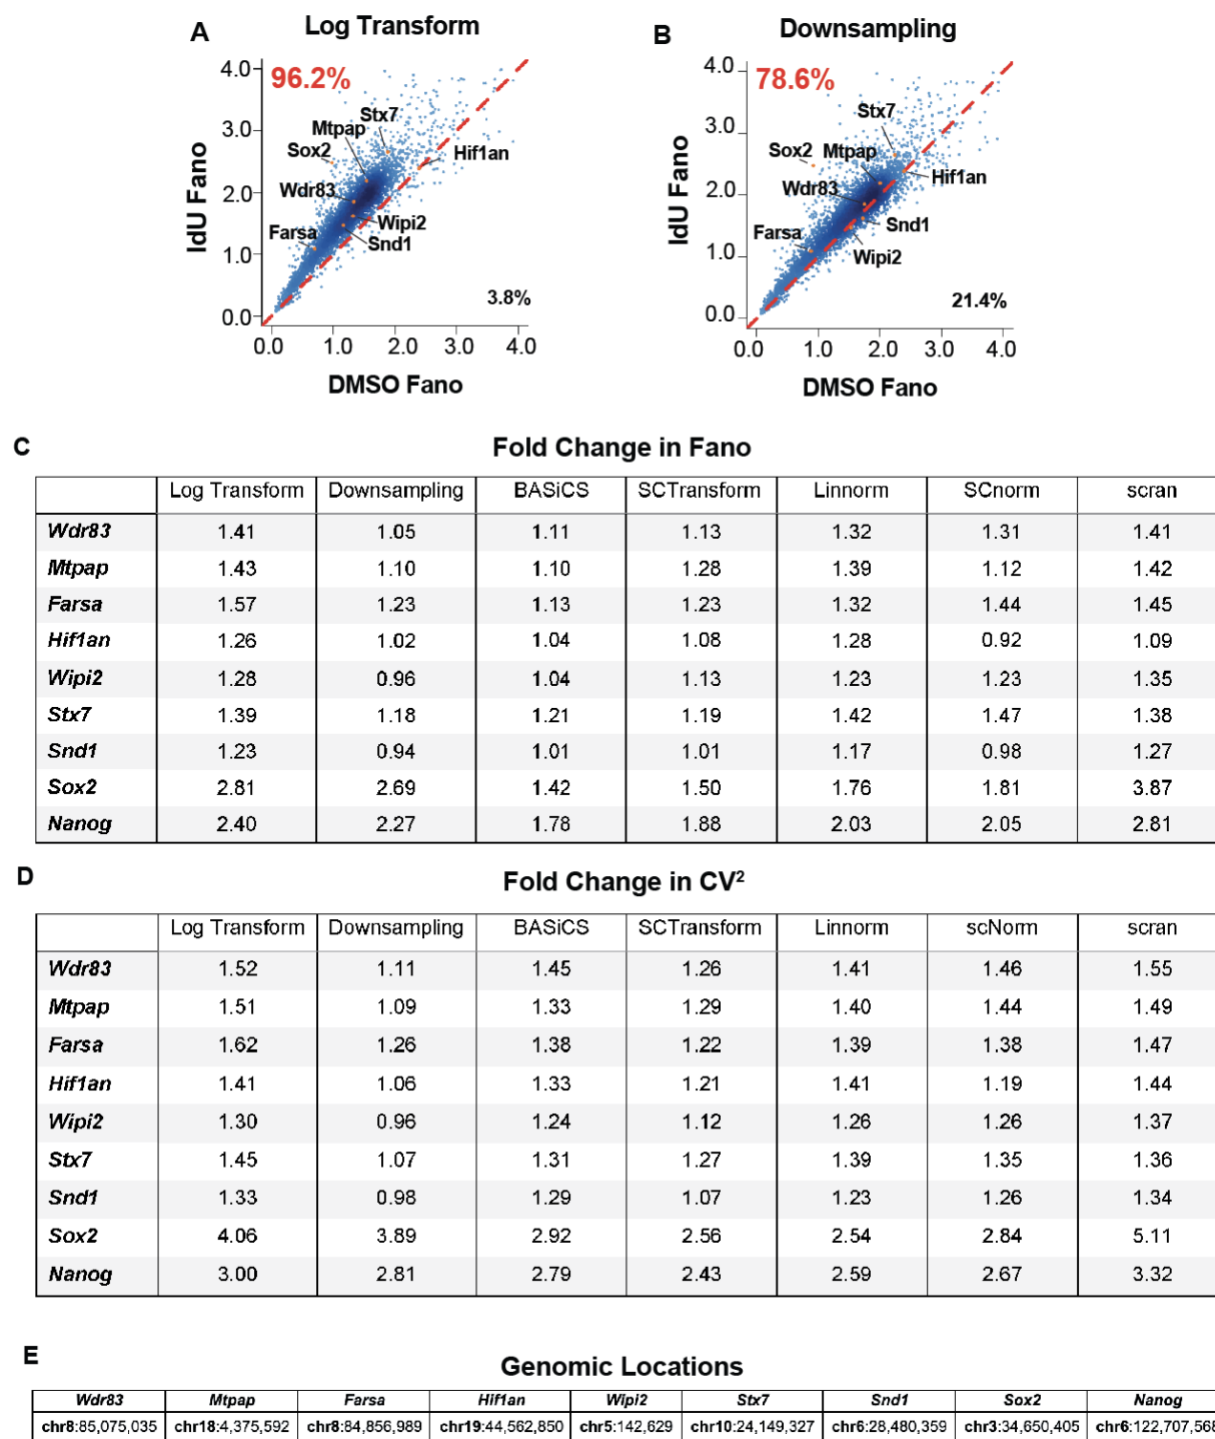 A
Log Transform
B
Downsampling
96.2%
4.0
3.0
2.0
1.0
0.0
IdU Fano
Stx7
Mtpap
Sox2
Hif1an
Wdr83
Wipi2
Farsa
Snd1
3.8%
0.0 1.0 2.0 3.0 4.0
DMSO Fano
78.6%
4.0
3.0
2.0
1.0
0.0
IdU Fano
Stx7
Sox2
Mtpap
Hif1an
Wdr83
Snd1
Farsa
Wipi2
21.4%
0.0 1.0 2.0 3.0 4.0
DMSO Fano
C
Fold Change in Fano
Log Transform Downsampling BASiCS SCTransform Linnorm SCnorm scran
Wdr83 1.41 1.05 1.11 1.13 1.32 1.31 1.41
Mtpap 1.43 1.10 1.10 1.28 1.39 1.12 1.42
Farsa 1.57 1.23 1.13 1.23 1.32 1.44 1.45
Hif1an 1.26 1.02 1.04 1.08 1.28 0.92 1.09
Wipi2 1.28 0.96 1.04 1.13 1.23 1.23 1.35
Stx7 1.39 1.18 1.21 1.19 1.42 1.47 1.38
Snd1 1.23 0.94 1.01 1.01 1.17 0.98 1.27
Sox2 2.81 2.69 1.42 1.50 1.76 1.81 3.87
Nanog 2.40 2.27 1.78 1.88 2.03 2.05 2.81
D
Fold Change in CV²
Log Transform Downsampling BASiCS SCTransform Linnorm scNorm scran
Wdr83 1.52 1.11 1.45 1.26 1.41 1.46 1.55
Mtpap 1.51 1.09 1.33 1.29 1.40 1.44 1.49
Farsa 1.62 1.26 1.38 1.22 1.39 1.38 1.47
Hif1an 1.41 1.06 1.33 1.21 1.41 1.19 1.44
Wipi2 1.30 0.96 1.24 1.12 1.26 1.26 1.37
Stx7 1.45 1.07 1.31 1.27 1.39 1.35 1.36
Snd1 1.33 0.98 1.29 1.07 1.23 1.26 1.34
Sox2 4.06 3.89 2.92 2.56 2.54 2.84 5.11
Nanog 3.00 2.81 2.79 2.43 2.59 2.67 3.32
E
Genomic Locations
Wdr83 Mtpap Farsa Hif1an Wipi2 Stx7 Snd1 Sox2 Nanog
chr8:85,075,035 chr18:4,375,592 chr8:84,856,989 chr19:44,562,850 chr5:142,629 chr10:24,149,327 chr6:28,480,359 chr3:34,650,405 chr6:122,707,568